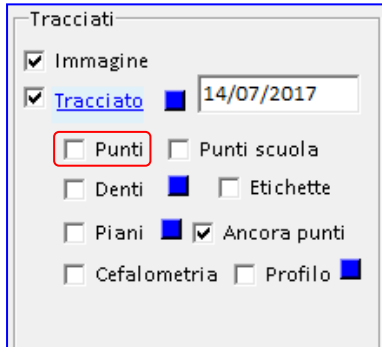 Tracciati
Immagine
Tracciato 14/07/2017
Punti Punti scuola
Denti Etichette
Piani Ancora punti
Cefalometria Profilo